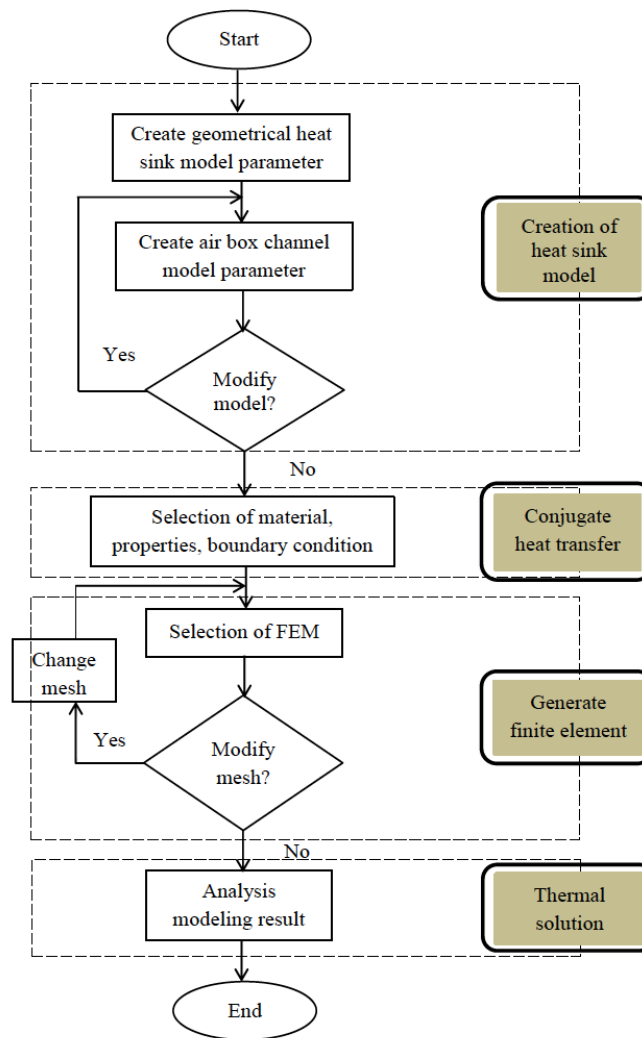 Start
Create geometrical heat
sink model parameter
Create air box channel
model parameter
Creation of
heat sink
model
Yes
Modify
model?
No
Selection of material,
properties, boundary condition
Conjugate
heat transfer
Selection of FEM
Change
mesh
Yes
Modify
mesh?
Generate
finite element
No
Analysis
modeling result
Thermal
solution
End